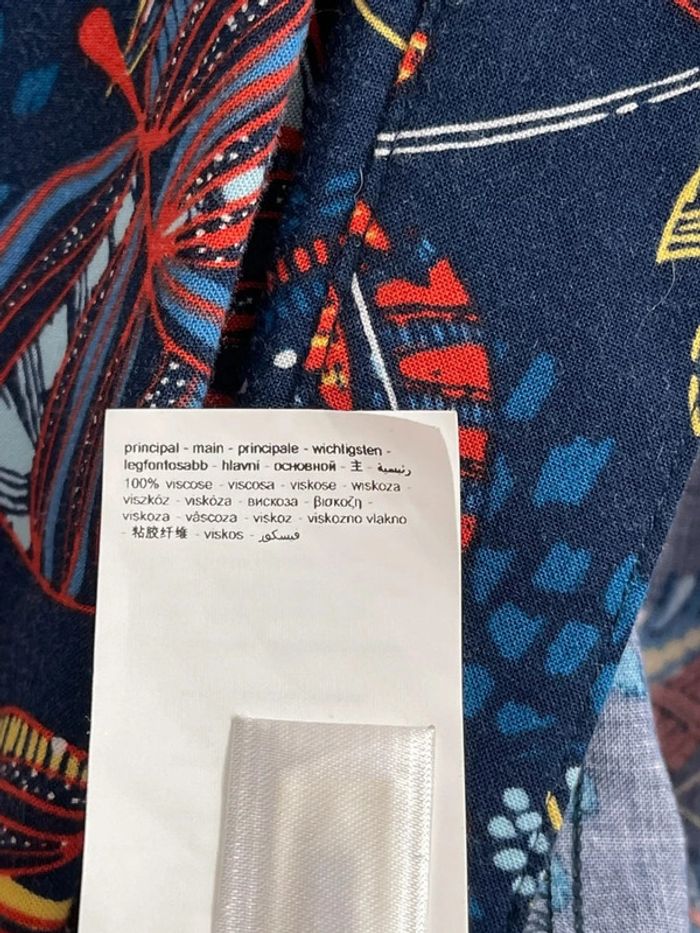 principal - main - principale - wichtigsten -
legfontosabb - hlavní - основной - 主 - رئيسية
100% viscose - viscosa - viskose - wiskoza -
viszkóz - viskóza - вискоза - βισκοζη -
viskoza - vâscoza - viskoz - viskozno vlakno
- 粘胶纤维 - viskos - فيسكوز